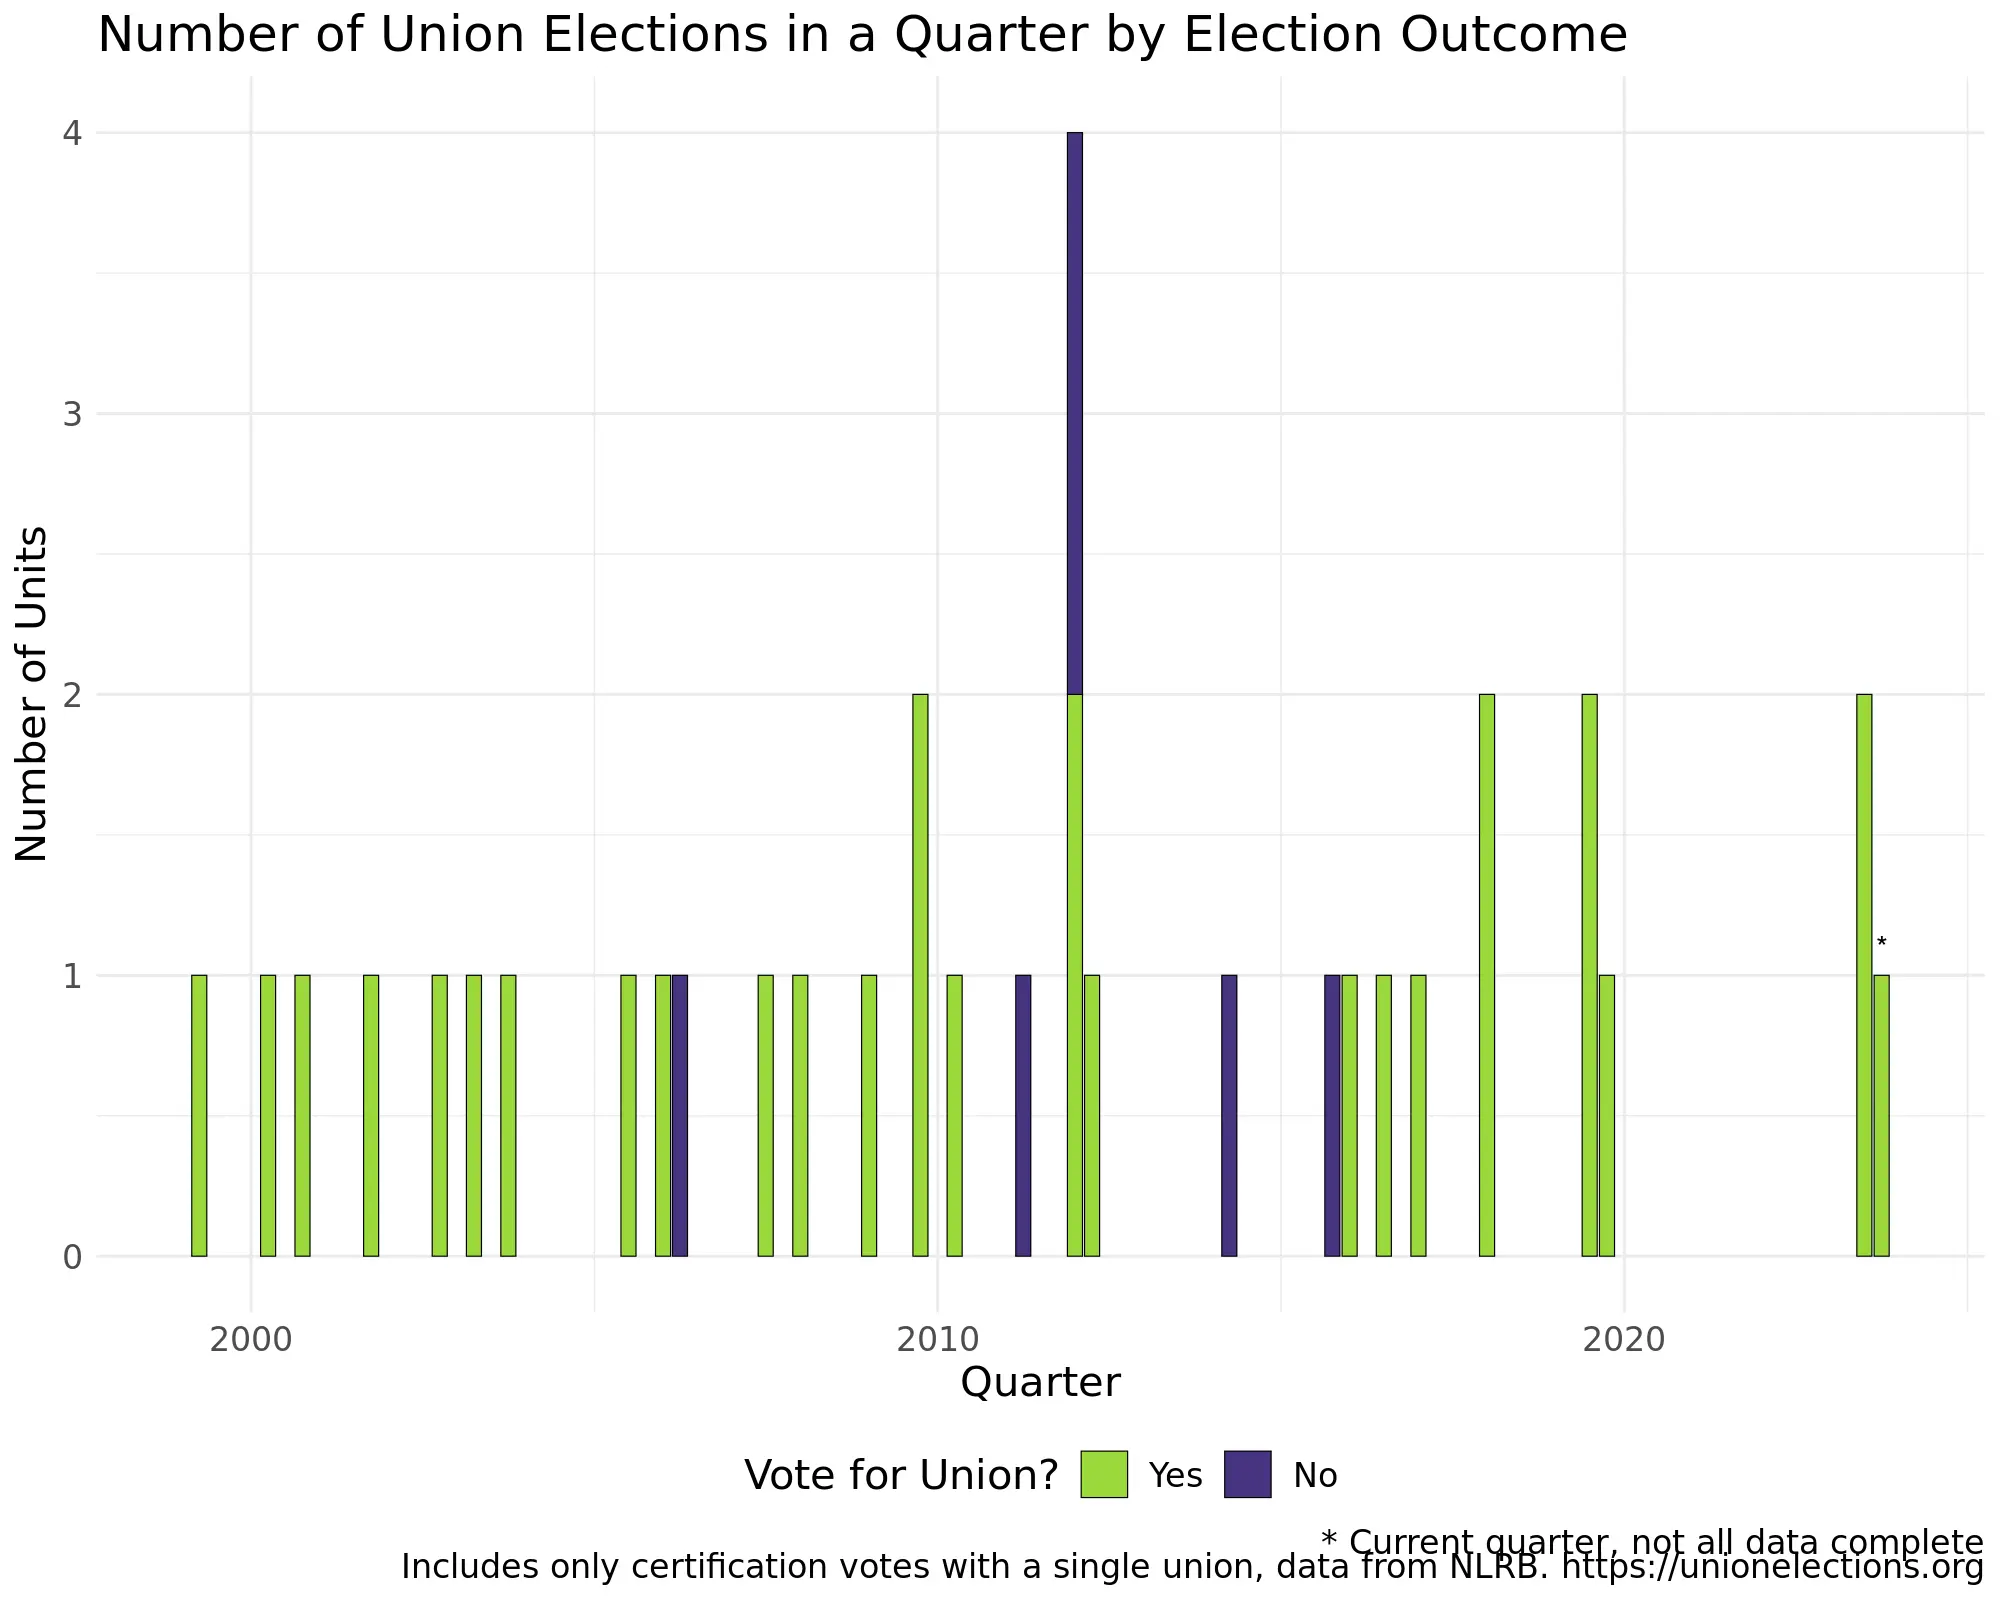 Number of Union Elections in a Quarter by Election Outcome
Number of Units
4
3
2
1
0
*
2000 2010 2020
Quarter
Vote for Union? Yes No
* Current quarter, not all data complete
Includes only certification votes with a single union, data from NLRB. https://unionelections.org